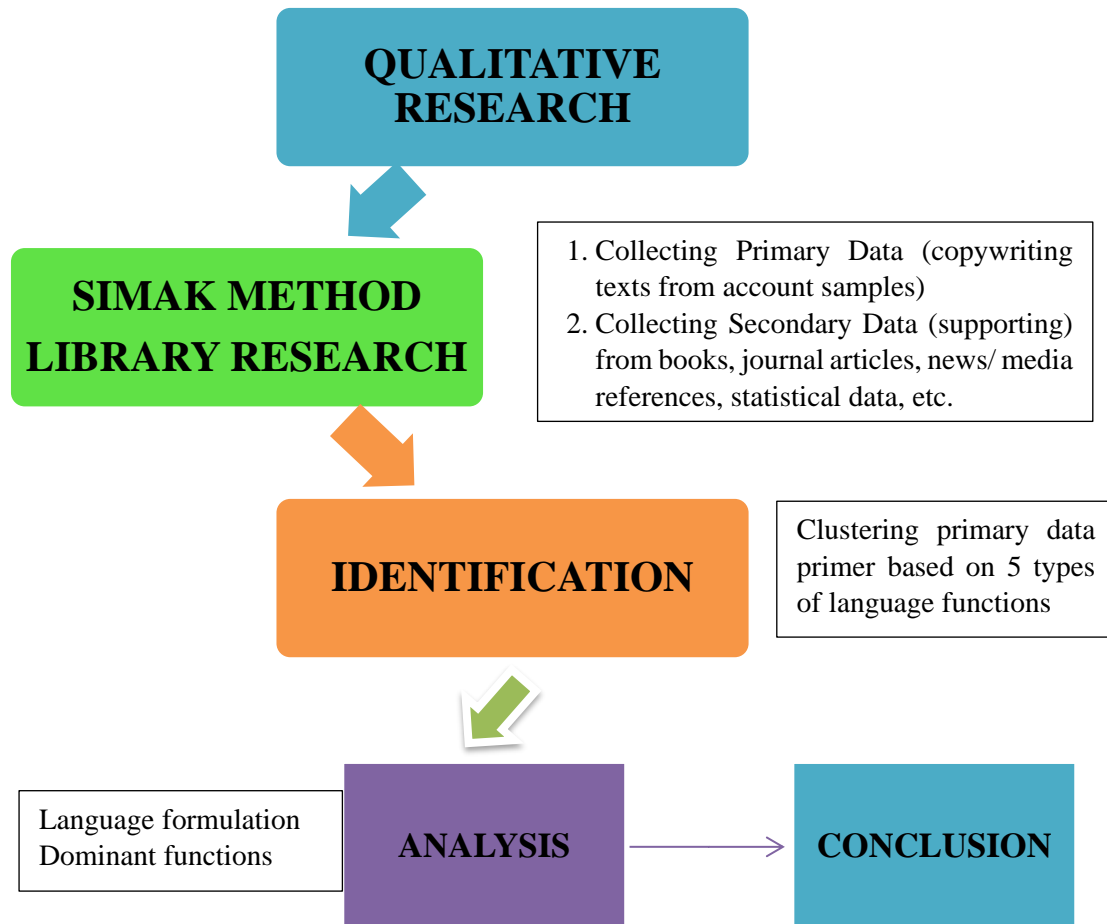 QUALITATIVE
RESEARCH
SIMAK METHOD
LIBRARY RESEARCH
1. Collecting Primary Data (copywriting
texts from account samples)
2. Collecting Secondary Data (supporting)
from books, journal articles, news/ media
references, statistical data, etc.
IDENTIFICATION
Clustering primary data
primer based on 5 types
of language functions
Language formulation
Dominant functions
ANALYSIS
CONCLUSION